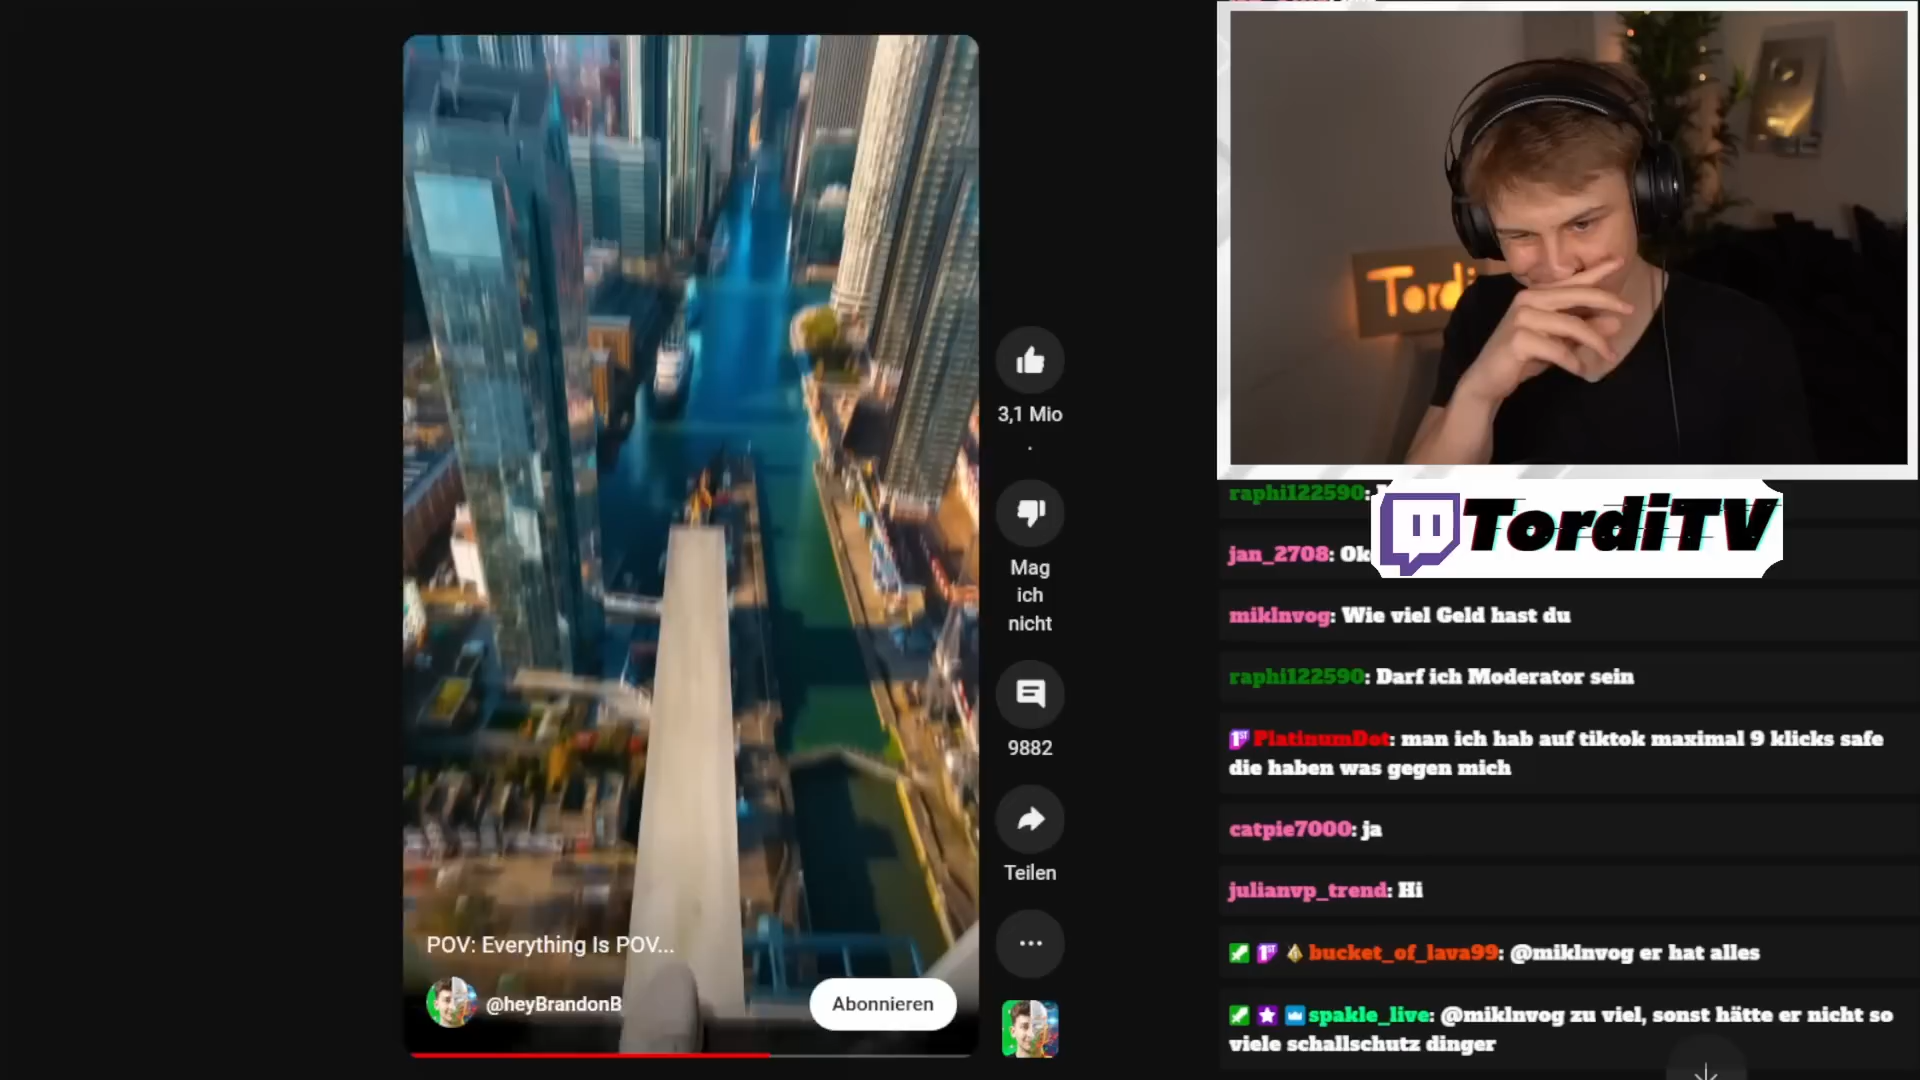 3,1 Mio
.
Mag
ich
nicht
9882
Teilen
POV: Everything Is POV...
@heyBrandonB
Abonnieren
Tordi
raphi122590:
TordiTV
jan_2708: Ok
miklnvog: Wie viel Geld hast du
raphi122590: Darf ich Moderator sein
1ST PlatinumDot: man ich hab auf tiktok maximal 9 klicks safe
die haben was gegen mich
catpie7000: ja
julianvp_trend: Hi
1ST bucket_of_lava99: @miklnvog er hat alles
spakle_live: @miklnvog zu viel, sonst hätte er nicht so
viele schallschutz dinger